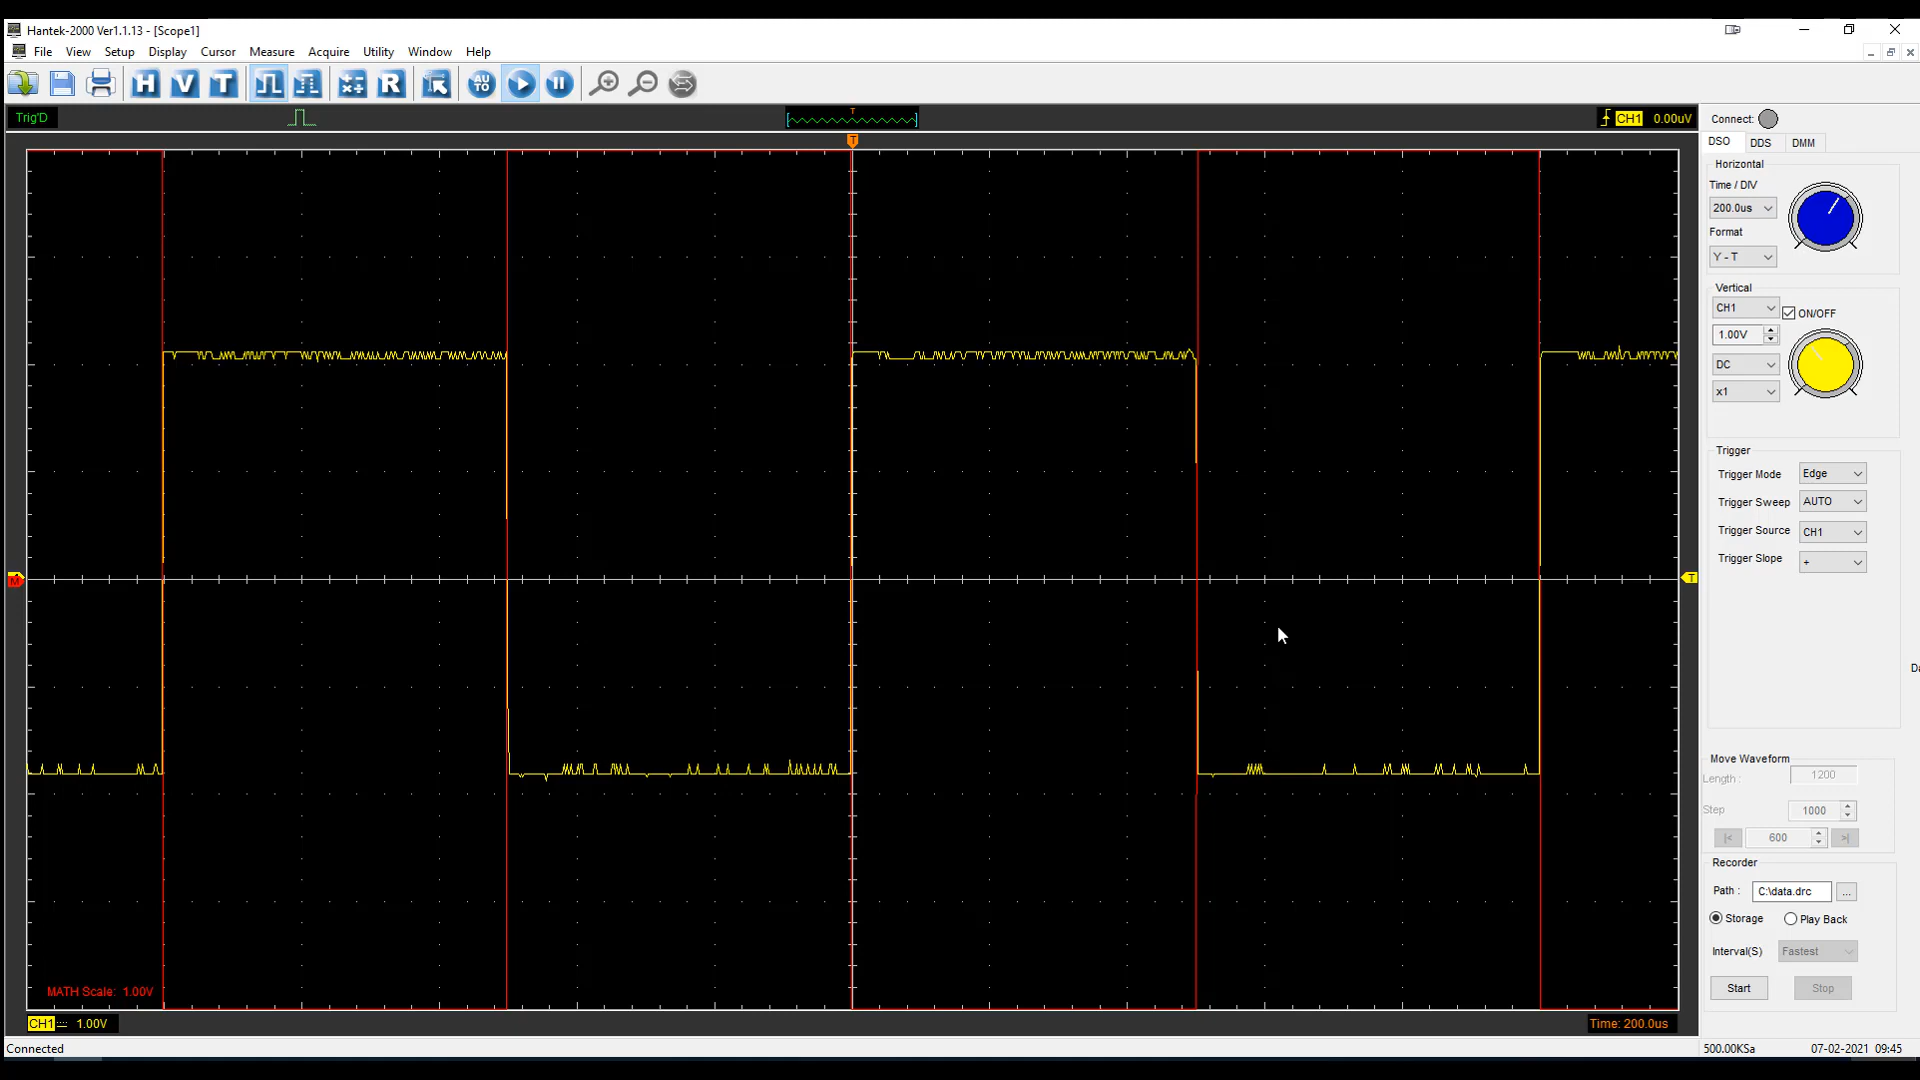 Hantek-2000 Ver1.1.13 - [Scope1]
File View Setup Display Cursor Measure Acquire Utility Window Help
H V T R AU TO
Trig'D T CH1 0.00uV
T
Connect:
DSO DDS DMM
Horizontal
Time / DIV
200.0us
Format
Y - T
Vertical
CH1 ON/OFF
1.00V
DC
x1
Trigger
Trigger Mode Edge
Trigger Sweep AUTO
Trigger Source CH1
Trigger Slope +
M T
Da
Move Waveform
Length : 1200
Step 1000
|< 600 >|
Recorder
Path : C:\data.drc ...
Storage Play Back
Interval(S) Fastest
Start Stop
MATH Scale: 1.00V
CH1 1.00V Time: 200.0us
Connected 500.00KSa 07-02-2021 09:45